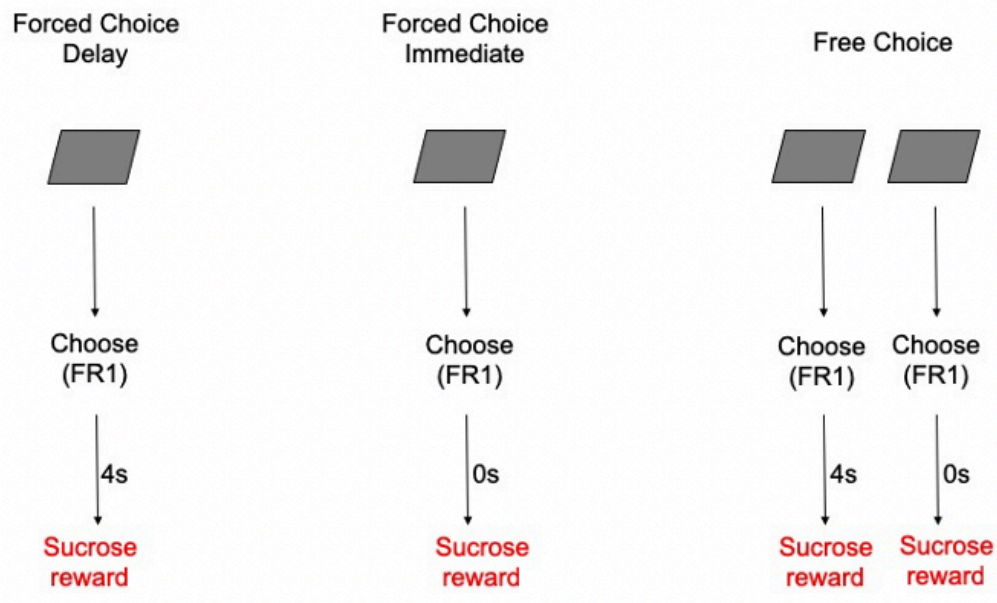 Forced Choice
Delay
Forced Choice
Immediate
Free Choice
Choose
(FR1)
Choose
(FR1)
Choose
(FR1)
Choose
(FR1)
4s
0s
4s
0s
Sucrose
reward
Sucrose
reward
Sucrose
reward
Sucrose
reward